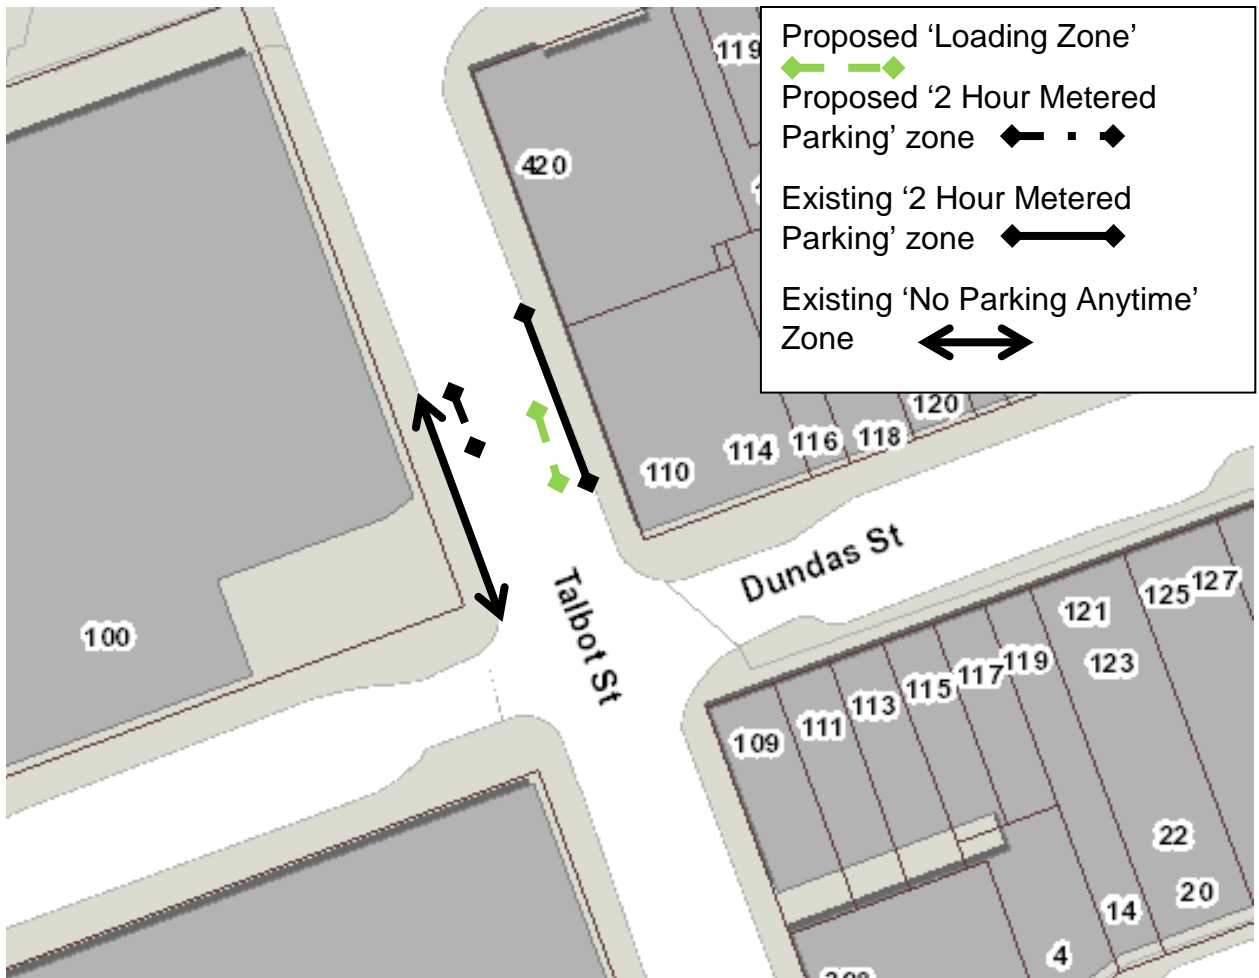 Proposed ‘Loading Zone’
Proposed ‘2 Hour Metered
Parking’ zone
Existing ‘2 Hour Metered
Parking’ zone
Existing ‘No Parking Anytime’
Zone
119
420
120
118
116
114
110
Dundas St
Talbot St
100
127
125
121
123
119
117
115
113
111
109
22
20
14
4